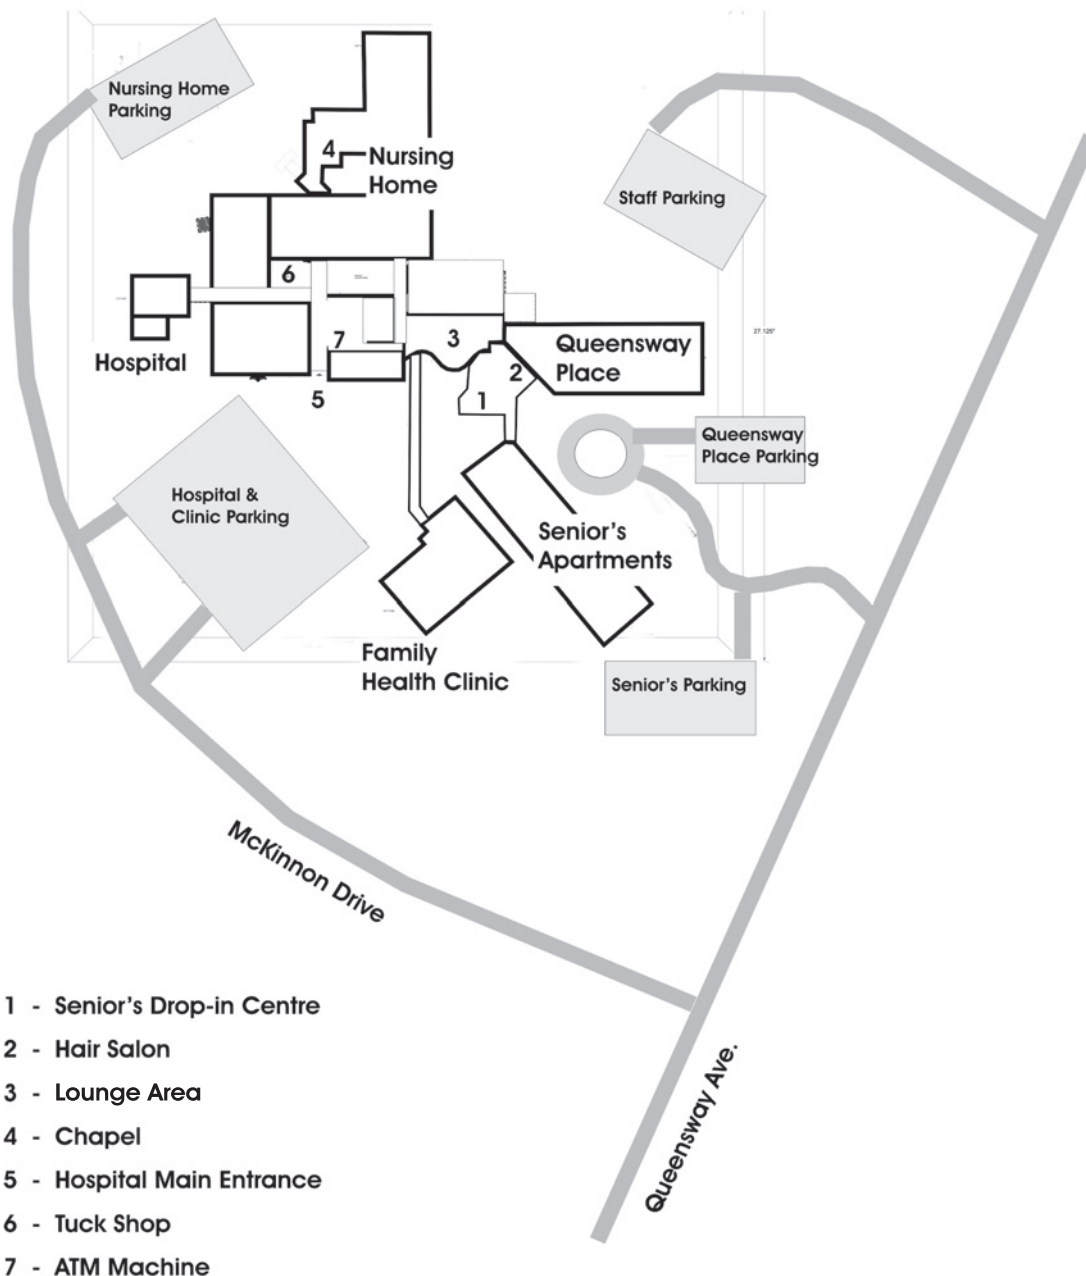 Nursing Home
Parking
4
Nursing
Home
Staff Parking
6
27.125"
7
3
Hospital
Queensway
Place
2
1
5
Queensway
Place Parking
Hospital &
Clinic Parking
Senior's
Apartments
Family
Health Clinic
Senior's Parking
McKinnon Drive
Queensway Ave.
1 - Senior's Drop-in Centre
2 - Hair Salon
3 - Lounge Area
4 - Chapel
5 - Hospital Main Entrance
6 - Tuck Shop
7 - ATM Machine